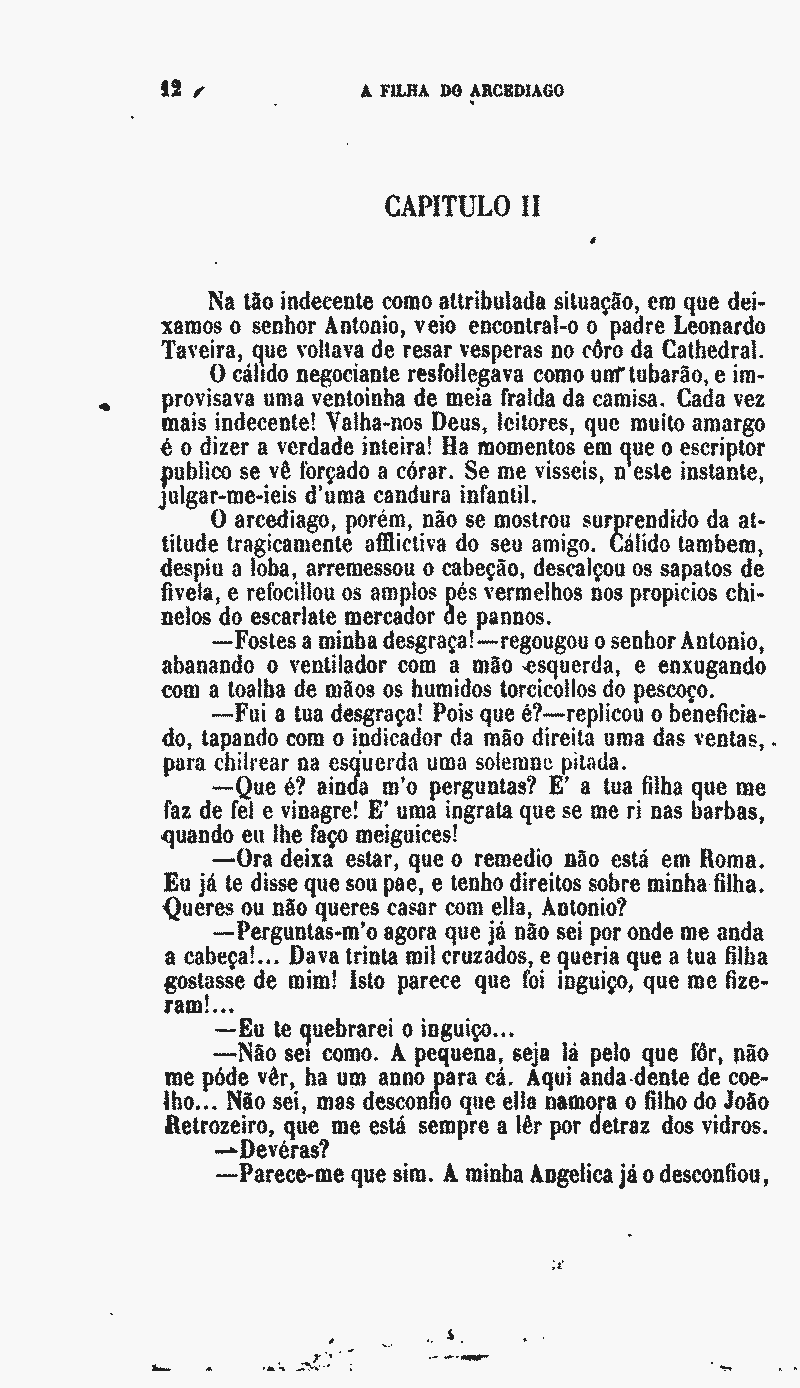 12 A FILHA DO ARCEDIAGO
CAPITULO II
Na tão indecente como attribulada situação, em que dei-
xamos o senhor Antonio, veio encontral-o o padre Leonardo
Taveira, que voltava de resar vesperas no côro da Cathedral.
O cálido negociante resfollegava como um tubarão, e im-
provisava uma ventoinha de meia fralda da camisa. Cada vez
mais indecente! Valha-nos Deus, leitores, que muito amargo
é o dizer a verdade inteira! Ha momentos em que o escriptor
publico se vê forçado a córar. Se me visseis, n'este instante,
julgar-me-ieis d'uma candura infantil.
O arcediago, porém, não se mostrou surprendido da at-
titude tragicamente afflictiva do seu amigo. Cálido tambem,
despiu a loba, arremessou o cabeção, descalçou os sapatos de
fivela, e refocillou os amplos pés vermelhos nos propicios chi-
nelos do escarlate mercador de pannos.
—Fostes a minha desgraça!—regougou o senhor Antonio,
abanando o ventilador com a mão esquerda, e enxugando
com a toalha de mãos os humidos torcicollos do pescoço.
—Fui a tua desgraça! Pois que é?—replicou o beneficia-
do, tapando com o indicador da mão direita uma das ventas,
para chilrear na esquerda uma solemne pitada.
—Que é? ainda m'o perguntas? E' a tua filha que me
faz de fel e vinagre! E' uma ingrata que se me ri nas barbas,
quando eu lhe faço meiguices!
—Ora deixa estar, que o remedio não está em Roma.
Eu já te disse que sou pae, e tenho direitos sobre minha filha.
Queres ou não queres casar com ella, Antonio?
—Perguntas-m'o agora que já não sei por onde me anda
a cabeça!... Dava trinta mil cruzados, e queria que a tua filha
gostasse de mim! Isto parece que foi inguiço, que me fize-
ram!...
—Eu te quebrarei o inguiço...
—Não sei como. A pequena, seja lá pelo que fôr, não
me póde vêr, ha um anno para cá. Aqui anda dente de coe-
lho... Não sei, mas desconfio que ella namora o filho do João
Retrozeiro, que me está sempre a lêr por detraz dos vidros.
—Devéras?
—Parece-me que sim. A minha Angelica já o desconfiou,